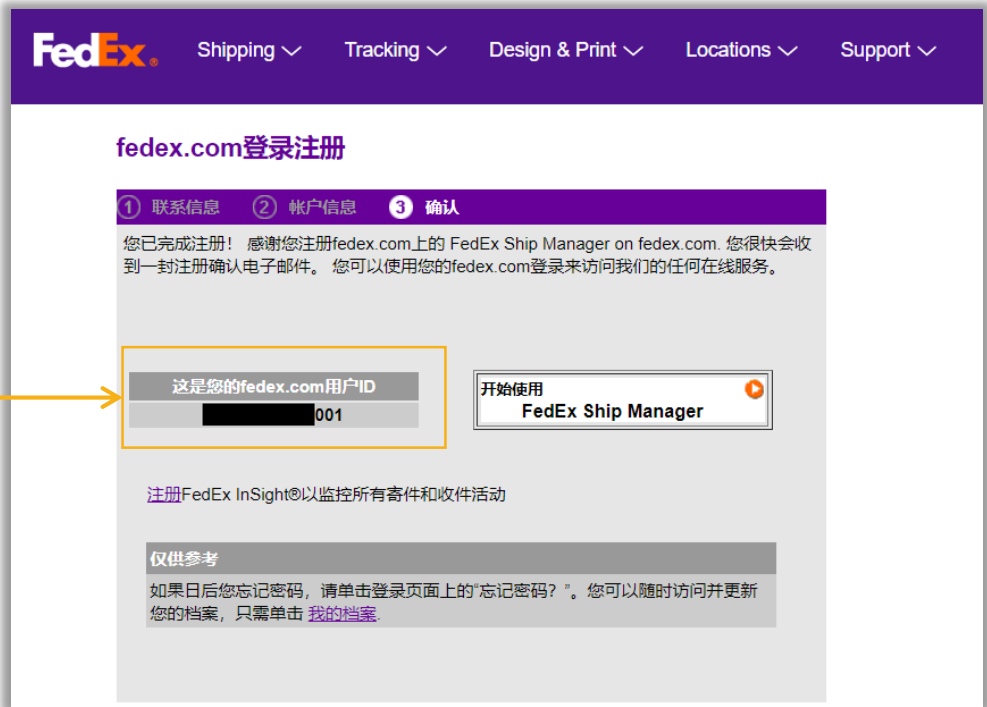 FedEx®
Shipping Tracking Design & Print Locations Support
fedex.com登录注册
1 联系信息 2 帐户信息 3 确认
您已完成注册！ 感谢您注册fedex.com上的 FedEx Ship Manager on fedex.com. 您很快会收
到一封注册确认电子邮件。 您可以使用您的fedex.com登录来访问我们的任何在线服务。
这是您的fedex.com用户ID
001
开始使用
FedEx Ship Manager
注册FedEx InSight®以监控所有寄件和收件活动
仅供参考
如果日后您忘记密码，请单击登录页面上的“忘记密码？”。您可以随时访问并更新
您的档案，只需单击 我的档案.